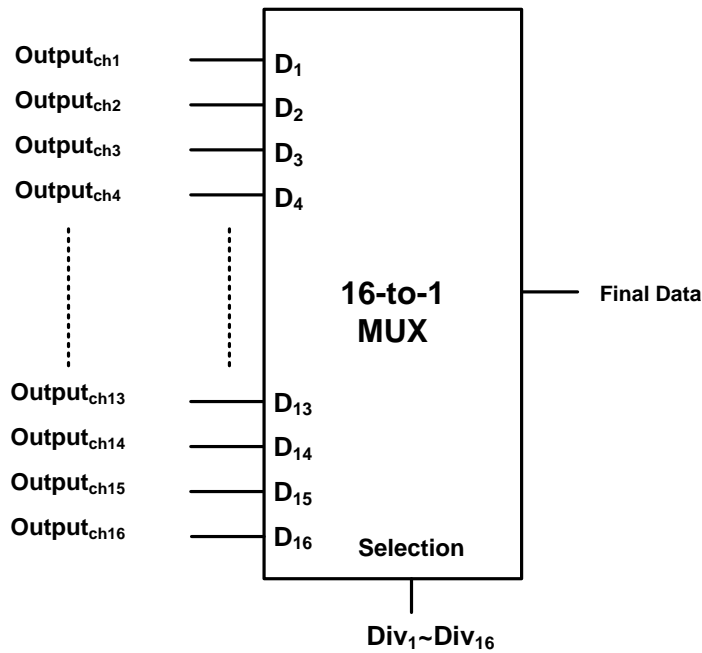 Output_ch1
D_1
Output_ch2
D_2
Output_ch3
D_3
Output_ch4
D_4
16-to-1
MUX
Final Data
Output_ch13
D_13
Output_ch14
D_14
Output_ch15
D_15
Output_ch16
D_16
Selection
Div_1~Div_16